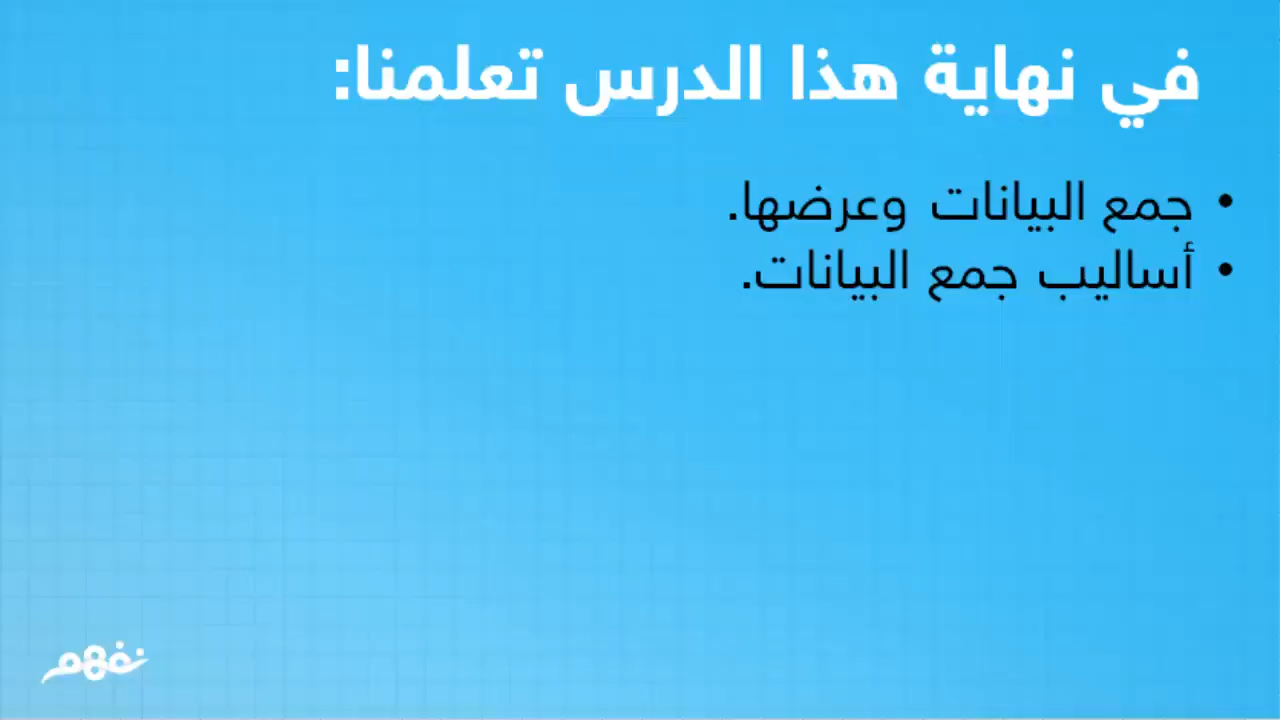 في نهاية هذا الدرس تعلمنا:
• جمع البيانات وعرضها.
• أساليب جمع البيانات.
نفهم